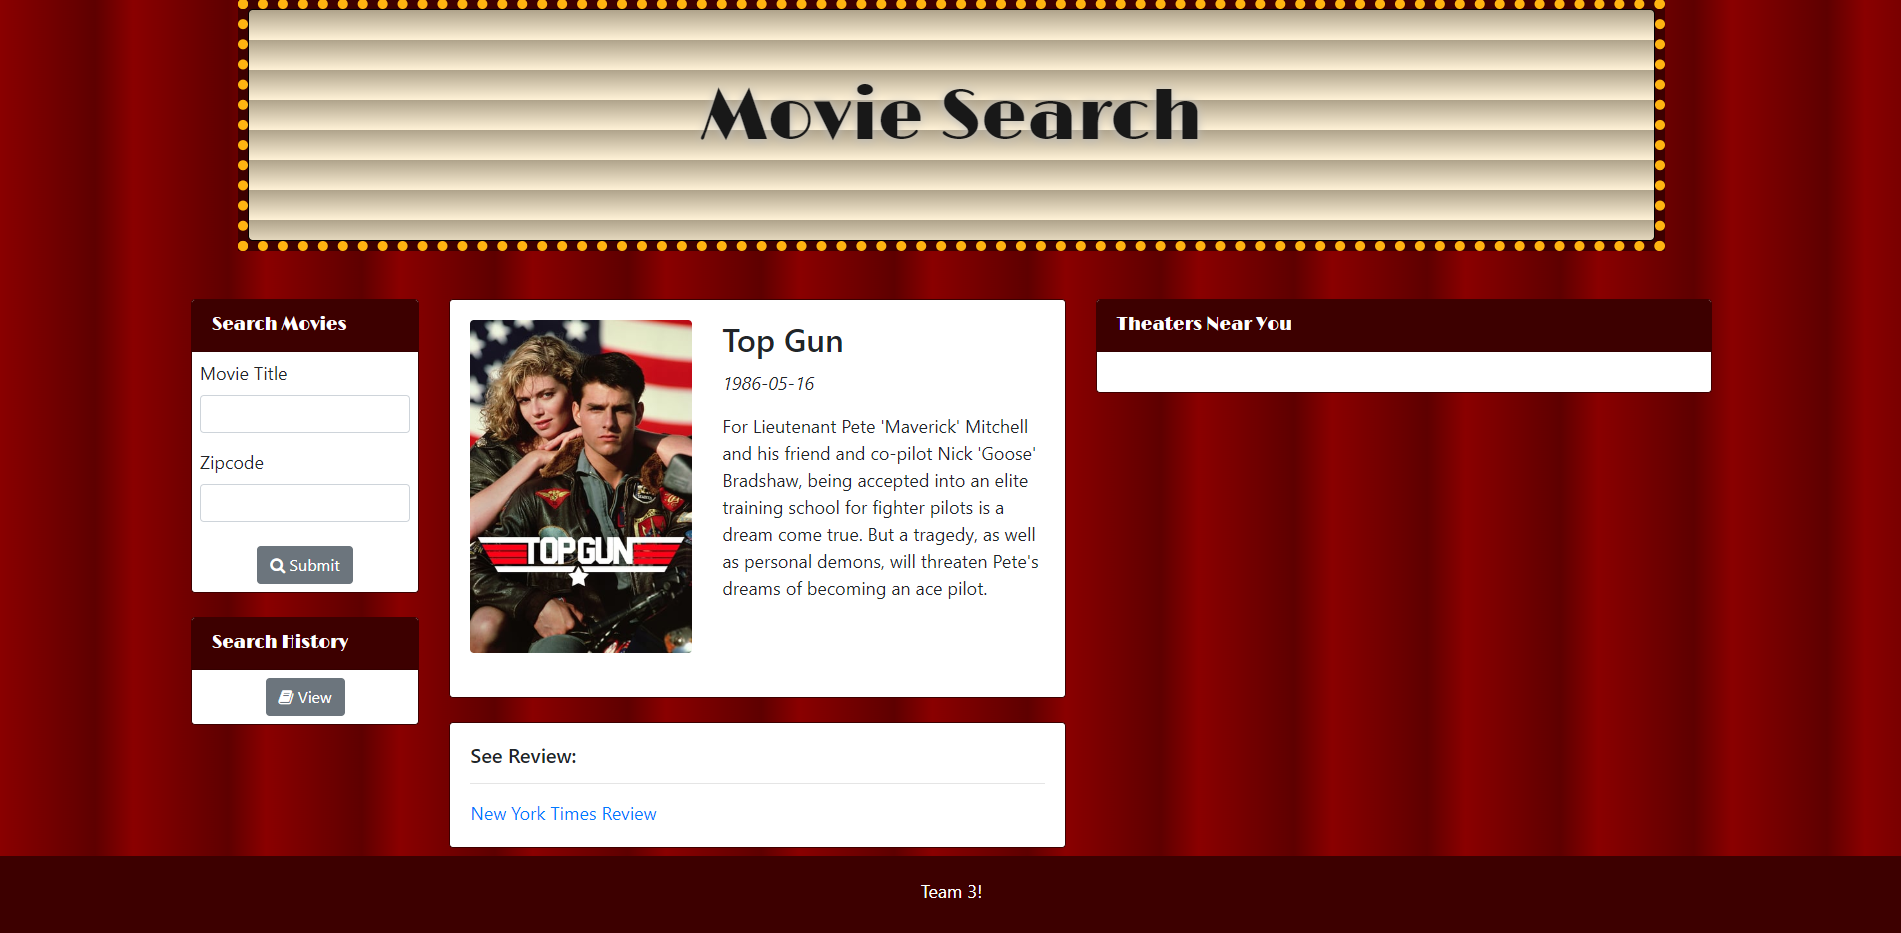 Movie Search
Search Movies
Movie Title
Zipcode
Submit
Search History
View
TOP GUN
Top Gun
1986-05-16
For Lieutenant Pete 'Maverick' Mitchell
and his friend and co-pilot Nick 'Goose'
Bradshaw, being accepted into an elite
training school for fighter pilots is a
dream come true. But a tragedy, as well
as personal demons, will threaten Pete's
dreams of becoming an ace pilot.
See Review:
New York Times Review
Theaters Near You
Team 3!